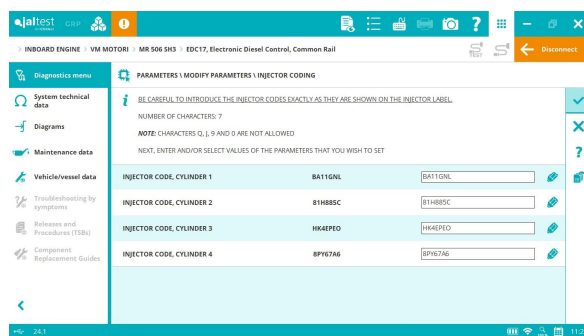 jaltest GRP
INBOARD ENGINE > VM MOTORI > MR 506 SH3 > EDC17, Electronic Diesel Control, Common Rail
TEST
Disconnect
Diagnostics menu
PARAMETERS \ MODIFY PARAMETERS \ INJECTOR CODING
System technical data
Diagrams
Maintenance data
Vehicle/vessel data
Troubleshooting by symptoms
Releases and Procedures (TSBs)
Component Replacement Guides
BE CAREFUL TO INTRODUCE THE INJECTOR CODES EXACTLY AS THEY ARE SHOWN ON THE INJECTOR LABEL.
NUMBER OF CHARACTERS: 7
NOTE: CHARACTERS Q, J, 9 AND 0 ARE NOT ALLOWED
NEXT, ENTER AND/OR SELECT VALUES OF THE PARAMETERS THAT YOU WISH TO SET
INJECTOR CODE, CYLINDER 1 BA11GNL BA11GNL
INJECTOR CODE, CYLINDER 2 81H885C 81H885C
INJECTOR CODE, CYLINDER 3 HK4EPEO HK4EPEO
INJECTOR CODE, CYLINDER 4 8PY67A6 8PY67A6
24.1